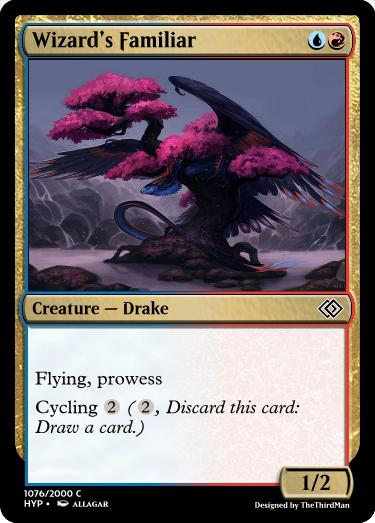 Wizard's Familiar
Creature — Drake
Flying, prowess
Cycling 2 ( 2, Discard this card:
Draw a card.)
1/2
1076/2000 C
HYP • ALLAGAR
Designed by TheThirdMan